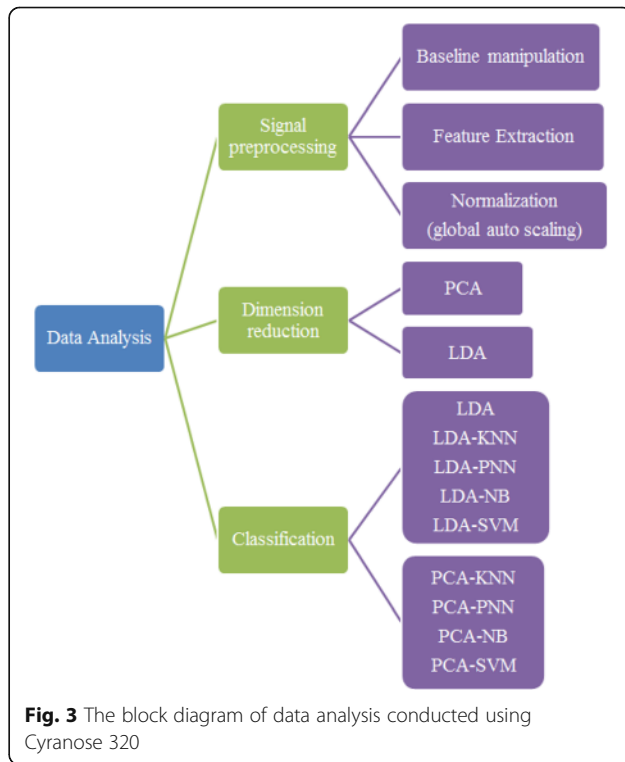 Baseline manipulation
Signal
preprocessing
Feature Extraction
Normalization
(global auto scaling)
Data Analysis
Dimension
reduction
PCA
LDA
Classification
LDA
LDA-KNN
LDA-PNN
LDA-NB
LDA-SVM
PCA-KNN
PCA-PNN
PCA-NB
PCA-SVM
Fig. 3 The block diagram of data analysis conducted using
Cyranose 320